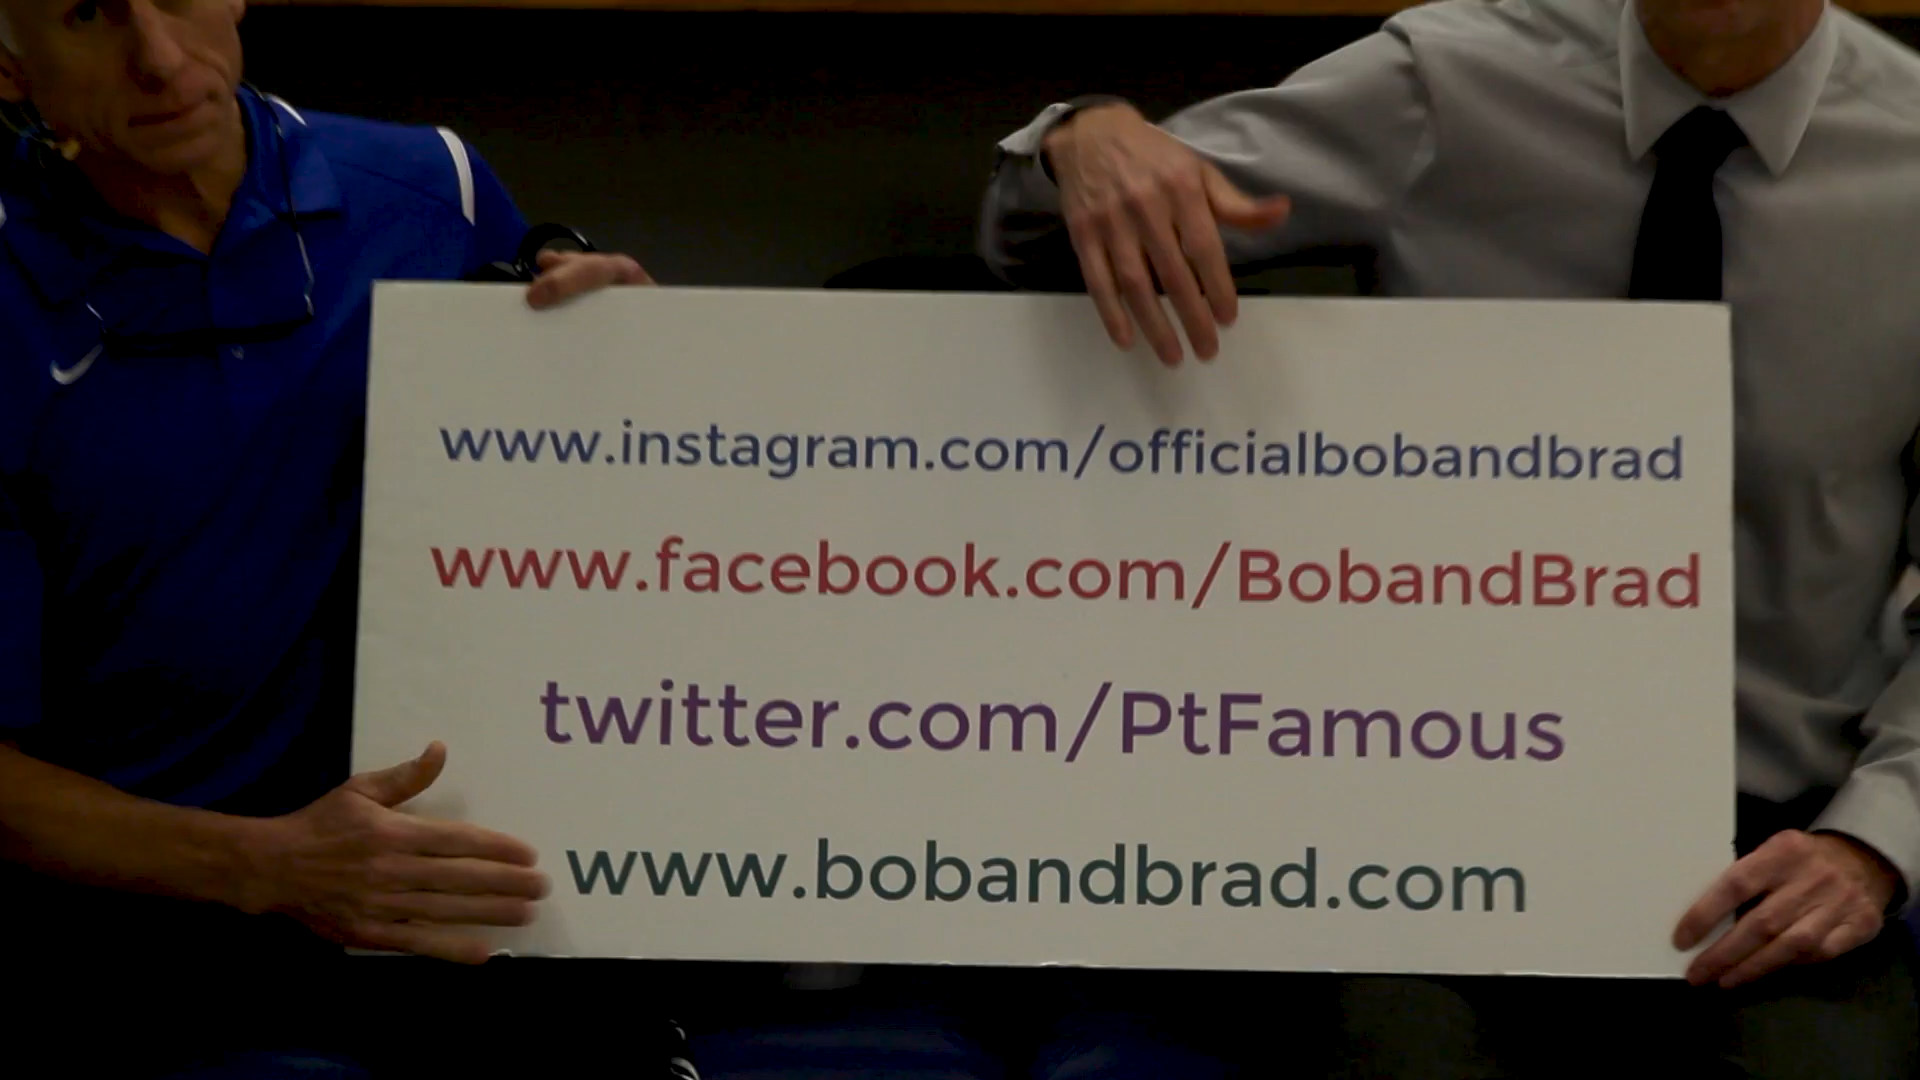 www.instagram.com/officialbobandbrad
www.facebook.com/BobandBrad
twitter.com/PtFamous
www.bobandbrad.com